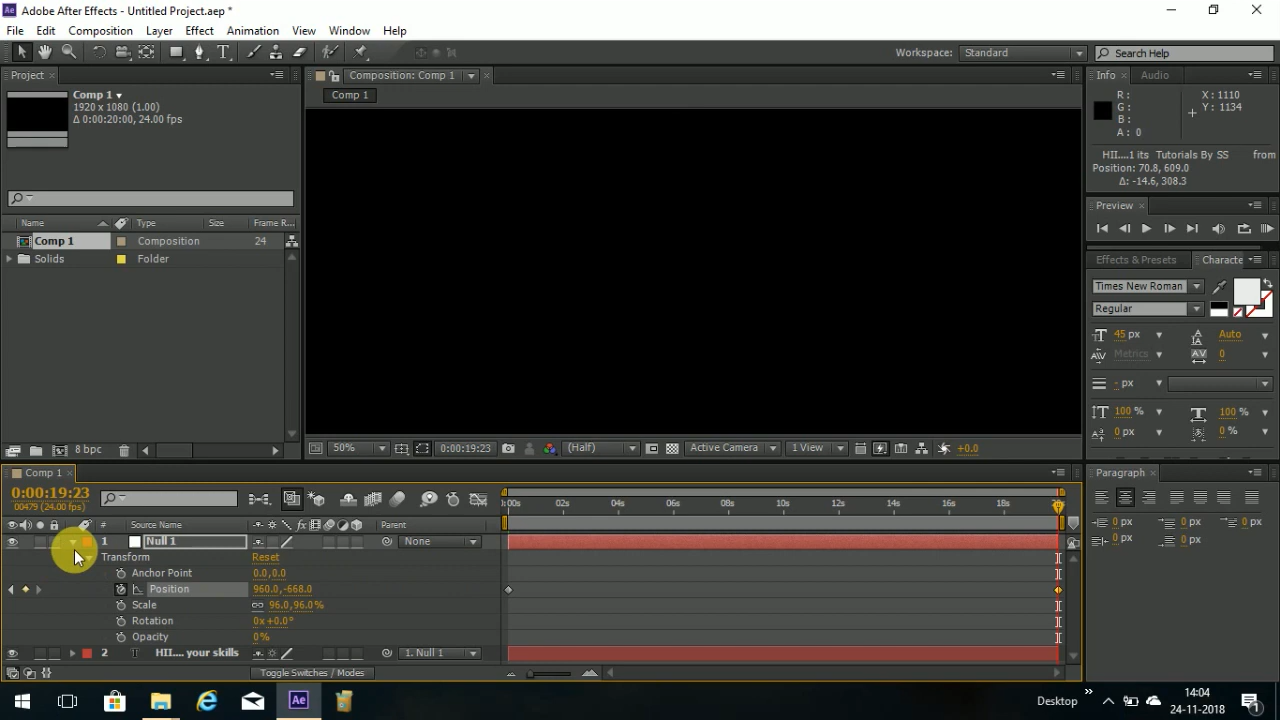 Adobe After Effects - Untitled Project.aep *
File Edit Composition Layer Effect Animation View Window Help
Workspace: Standard Search Help
Project
Comp 1
1920 x 1080 (1.00)
Δ 0:00:20:00, 24.00 fps
Name Type Size Frame R...
Comp 1 Composition 24
Solids Folder
8 bpc
Composition: Comp 1
Comp 1
50% 0:00:19:23 (Half) Active Camera 1 View +0.0
Info Audio
R : X : 1110
G : Y : 1134
B :
A : 0
HII....1 its Tutorials By SS from
Position: 70.8, 609.0
Δ: -14.6, 308.3
Preview
Effects & Presets Characte
Times New Roman
Regular
45 px Auto
Metrics 0
- px
100 % 100 %
0 px 0 %
Paragraph
0 px 0 px 0 px
0 px 0 px
Comp 1
0:00:19:23
00479 (24.00 fps)
:00s 02s 04s 06s 08s 10s 12s 14s 16s 18s
# Source Name Parent
1 Null 1 None
Transform Reset
Anchor Point 0.0,0.0
Position 960.0,-668.0
Scale 96.0,96.0%
Rotation 0x+0.0°
Opacity 0%
2 T HII.... your skills 1. Null 1
Toggle Switches / Modes
Desktop 14:04
24-11-2018